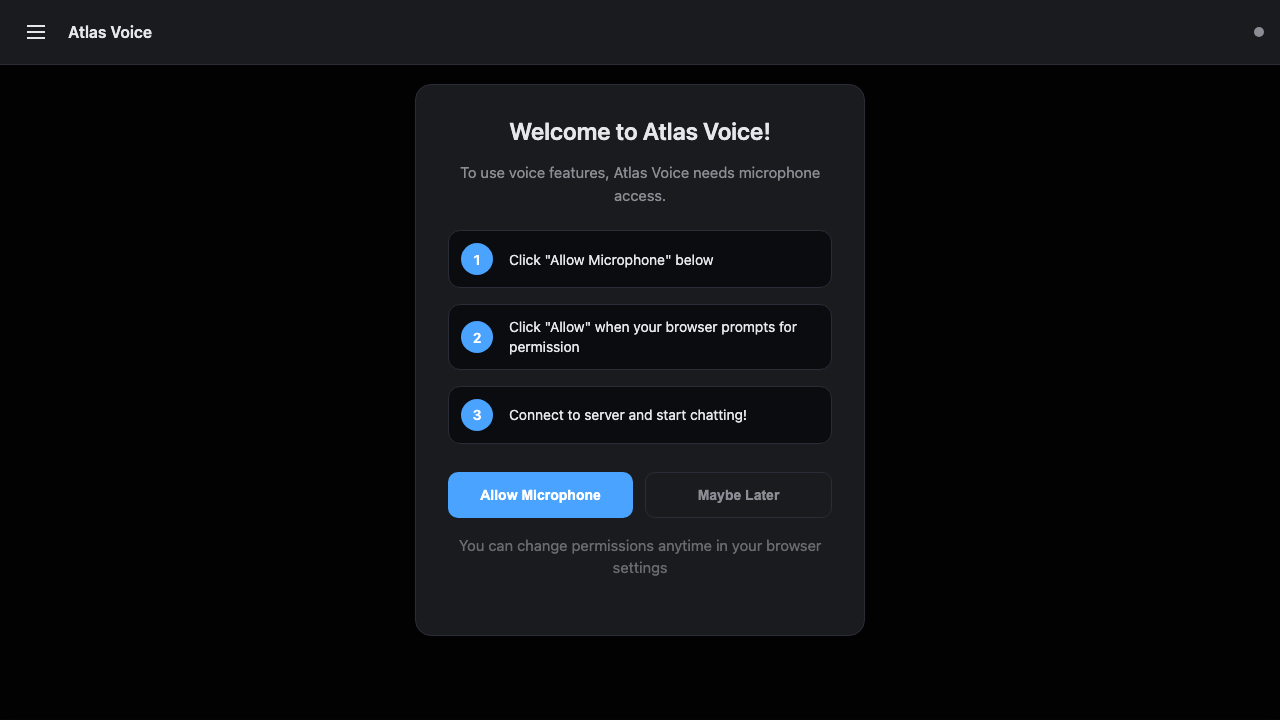 Atlas Voice
Welcome to Atlas Voice!
To use voice features, Atlas Voice needs microphone
access.
1
Click "Allow Microphone" below
2
Click "Allow" when your browser prompts for
permission
3
Connect to server and start chatting!
Allow Microphone
Maybe Later
You can change permissions anytime in your browser
settings